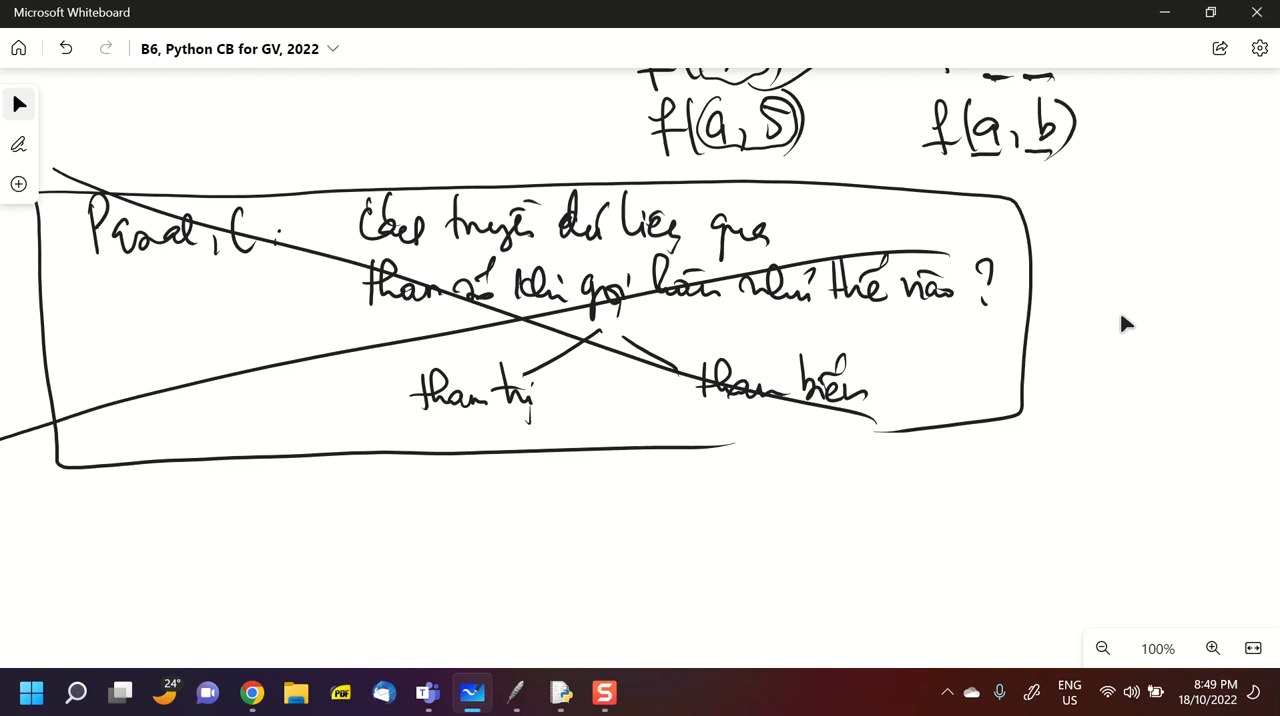 Microsoft Whiteboard
B6, Python CB for GV, 2022
f(a, 5) f(a, b)
Pascal, C : Cách truyền dữ liệu qua
tham số khi gọi hàm như thế nào ?
tham trị tham biến
100%
24°
PDF
ENG
US
8:49 PM
18/10/2022